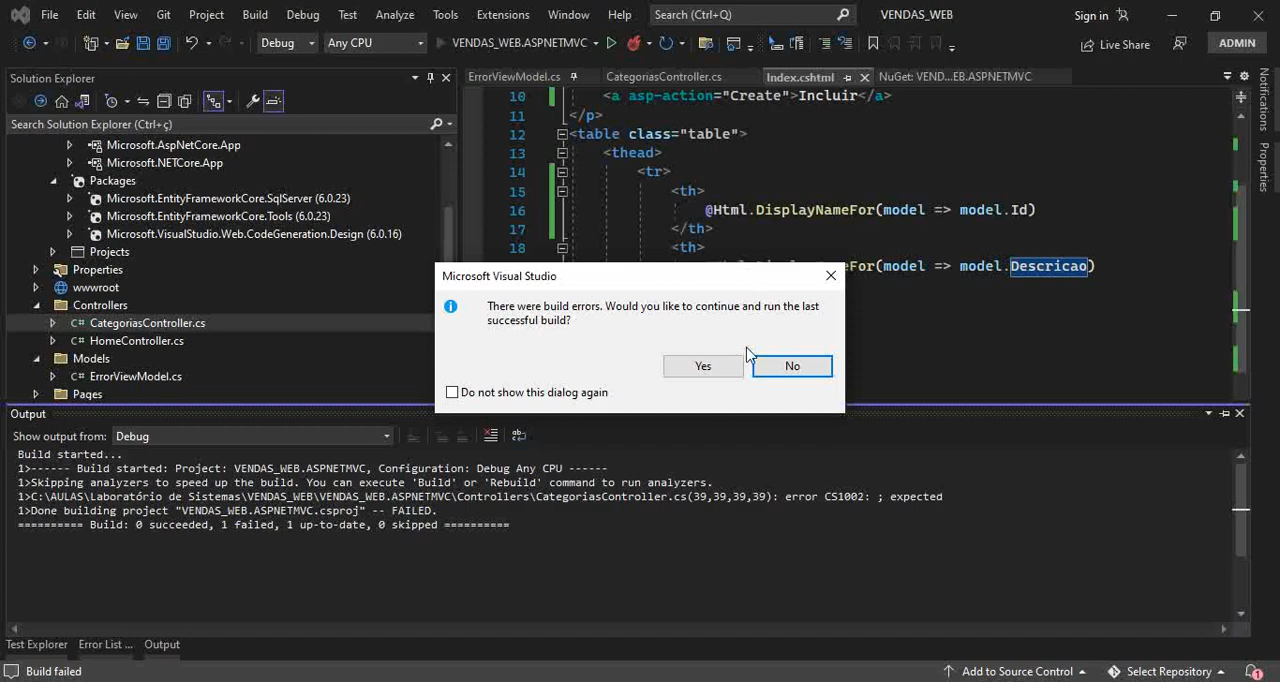 File Edit View Git Project Build Debug Test Analyze Tools Extensions Window Help Search (Ctrl+Q) VENDAS_WEB Sign in
Debug Any CPU VENDAS_WEB.ASPNETMVC Live Share ADMIN
Solution Explorer
Search Solution Explorer (Ctrl+ç)
Microsoft.AspNetCore.App
Microsoft.NETCore.App
Packages
Microsoft.EntityFrameworkCore.SqlServer (6.0.23)
Microsoft.EntityFrameworkCore.Tools (6.0.23)
Microsoft.VisualStudio.Web.CodeGeneration.Design (6.0.16)
Projects
Properties
wwwroot
Controllers
C# CategoriasController.cs
C# HomeController.cs
Models
C# ErrorViewModel.cs
Pages
ErrorViewModel.cs CategoriasController.cs Index.cshtml NuGet: VEND...EB.ASPNETMVC
10 <a asp-action="Create">Incluir</a>
11 </p>
12 <table class="table">
13 <thead>
14 <tr>
15 <th>
16 @Html.DisplayNameFor(model => model.Id)
17 </th>
18 <th>
eFor(model => model.Descricao)
Notifications
Properties
Microsoft Visual Studio
There were build errors. Would you like to continue and run the last
successful build?
Yes No
Do not show this dialog again
Output
Show output from: Debug
Build started...
1>------ Build started: Project: VENDAS_WEB.ASPNETMVC, Configuration: Debug Any CPU ------
1>Skipping analyzers to speed up the build. You can execute 'Build' or 'Rebuild' command to run analyzers.
1>C:\AULAS\Laboratório de Sistemas\VENDAS_WEB\VENDAS_WEB.ASPNETMVC\Controllers\CategoriasController.cs(39,39,39,39): error CS1002: ; expected
1>Done building project "VENDAS_WEB.ASPNETMVC.csproj" -- FAILED.
========== Build: 0 succeeded, 1 failed, 1 up-to-date, 0 skipped ==========
Test Explorer Error List ... Output
Build failed Add to Source Control Select Repository 1